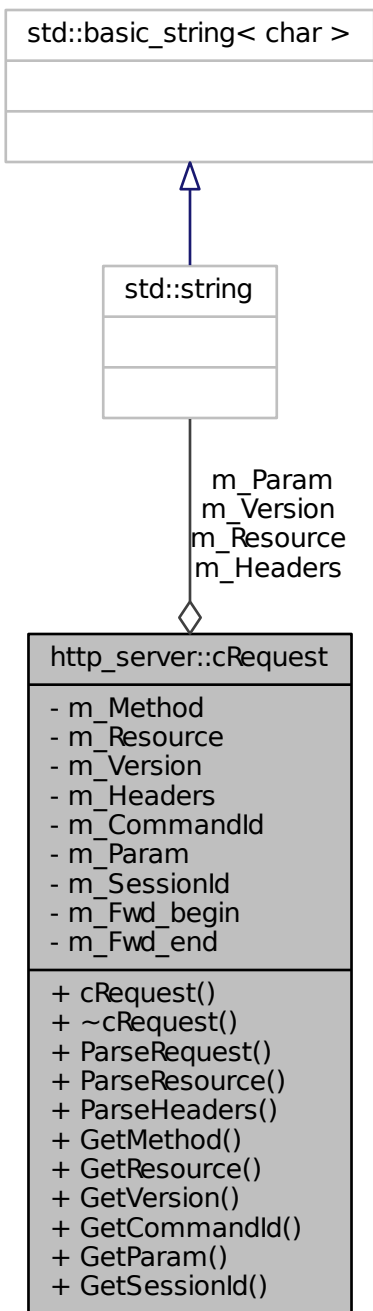 std::basic_string< char >
std::string
m_Param
m_Version
m_Resource
m_Headers
http_server::cRequest
- m_Method
- m_Resource
- m_Version
- m_Headers
- m_CommandId
- m_Param
- m_SessionId
- m_Fwd_begin
- m_Fwd_end
+ cRequest()
+ ~cRequest()
+ ParseRequest()
+ ParseResource()
+ ParseHeaders()
+ GetMethod()
+ GetResource()
+ GetVersion()
+ GetCommandId()
+ GetParam()
+ GetSessionId()